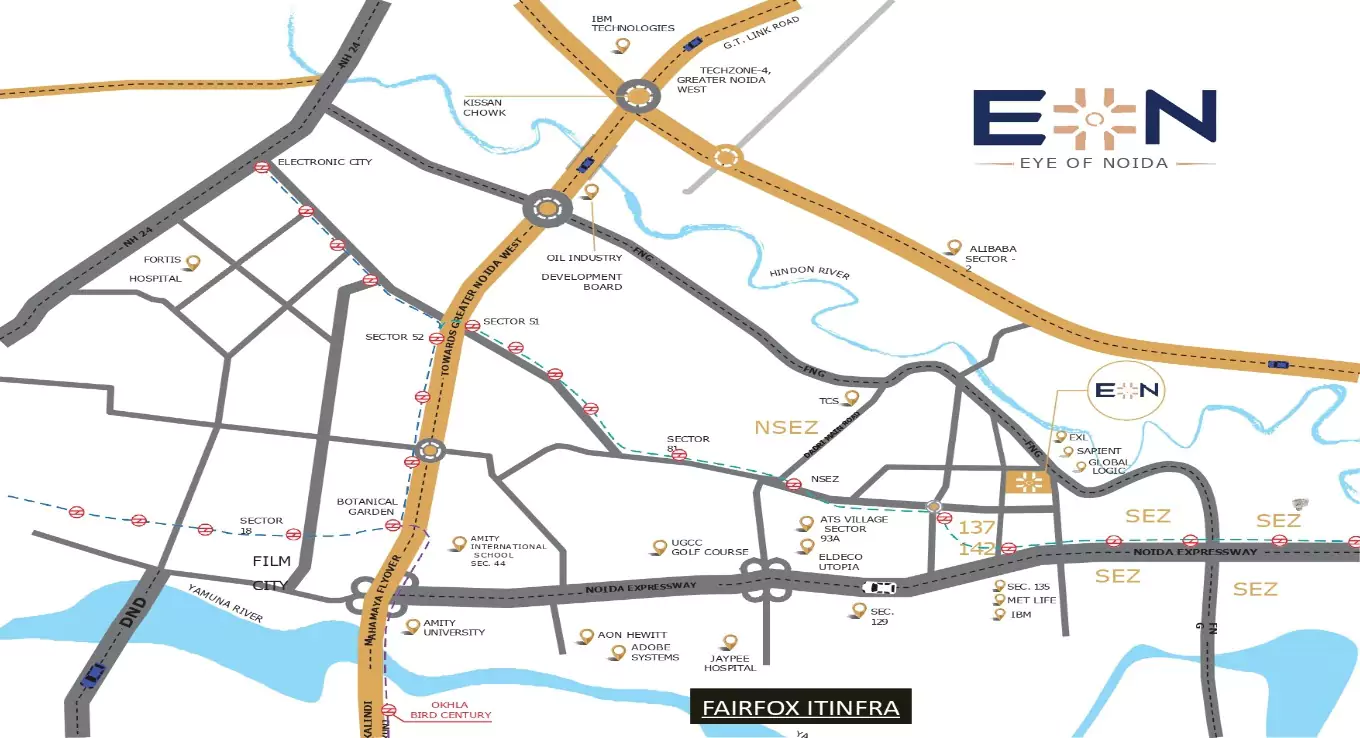 IBM
TECHNOLOGIES
G.T. LINK ROAD
NH 24
TECHZONE-4,
GREATER NOIDA
WEST
KISSAN
CHOWK
E N
EYE OF NOIDA
ELECTRONIC CITY
NH 24
FORTIS
HOSPITAL
OIL INDUSTRY
DEVELOPMENT
BOARD
FNG
HINDON RIVER
ALIBABA
SECTOR -
2
TOWARDS GREATER NOIDA WEST
SECTOR 51
SECTOR 52
FNG
E N
TCS
NSEZ
DADRI MAIN ROAD
SECTOR
81
FNG
EXL
SAPIENT
GLOBAL
LOGIC
NSEZ
BOTANICAL
GARDEN
SECTOR
18
FILM
CITY
AMITY
INTERNATIONAL
SCHOOL
SEC. 44
UGCC
GOLF COURSE
ATS VILLAGE
SECTOR
93A
ELDECO
UTOPIA
137
142
SEZ
SEZ
NOIDA EXPRESSWAY
SEZ
SEZ
NOIDA EXPRESSWAY
SEC. 135
MET LIFE
IBM
SEC.
129
YAMUNA RIVER
DND
MAHAMAYA FLYOVER
AMITY
UNIVERSITY
AON HEWITT
ADOBE
SYSTEMS
JAYPEE
HOSPITAL
FN
G
OKHLA
BIRD CENTURY
KALINDI
FAIRFOX ITINFRA
YA